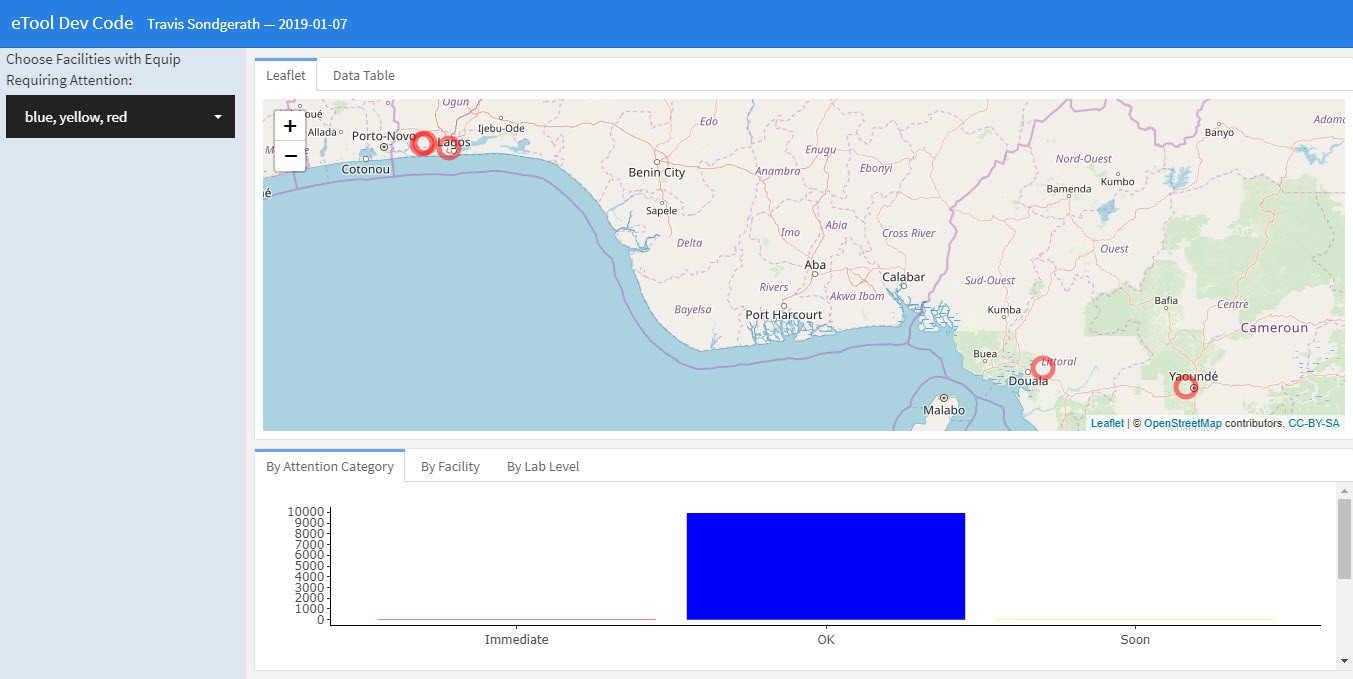 eTool Dev Code Travis Sondgerath — 2019-01-07
Choose Facilities with Equip
Requiring Attention:
blue, yellow, red
Leaflet Data Table
+
−
Ogun
Edo
Adama
Banyo
oué
Allada
Ijebu-Ode
Porto-Novo
Lagos
Cotonou
é
Enugu
Benin City
Anambra
Ebonyi
Nord-Ouest
Bamenda
Kumbo
Sapele
Delta
Imo
Abia
Cross River
Ouest
Aba
Calabar
Rivers
Akwa Ibom
Sud-Ouest
Bayelsa
Port Harcourt
Kumba
Bafia
Centre
Cameroun
Buea
Littoral
Douala
Yaoundé
Malabo
Leaflet | © OpenStreetMap contributors, CC-BY-SA
By Attention Category By Facility By Lab Level
10000
9000
8000
7000
6000
5000
4000
3000
2000
1000
0
Immediate OK Soon